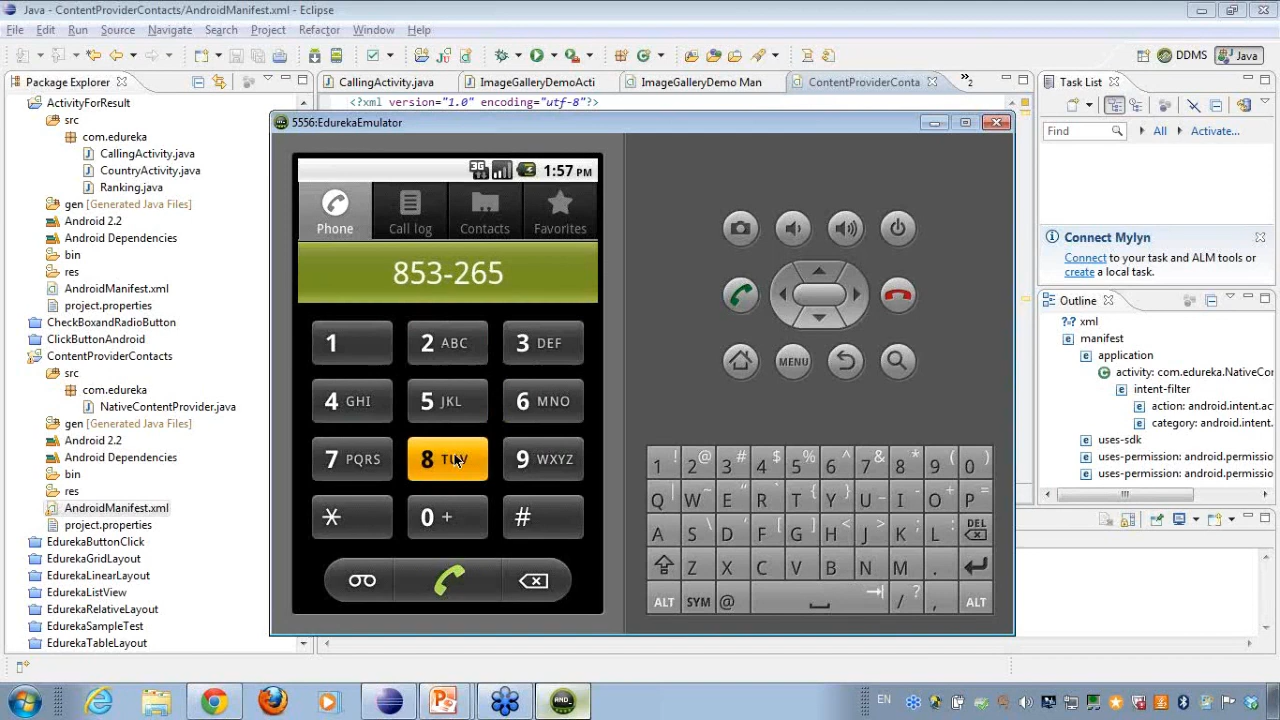 Java - ContentProviderContacts/AndroidManifest.xml - Eclipse
File Edit Run Source Navigate Search Project Refactor Window Help
DDMS Java
Package Explorer
CallingActivity.java ImageGalleryDemoActi ImageGalleryDemo Man ContentProviderConta 2
Task List
<?xml version="1.0" encoding="utf-8"?>
ActivityForResult
src
com.edureka
CallingActivity.java
CountryActivity.java
Ranking.java
gen [Generated Java Files]
Android 2.2
Android Dependencies
bin
res
AndroidManifest.xml
project.properties
CheckBoxandRadioButton
ClickButtonAndroid
ContentProviderContacts
src
com.edureka
NativeContentProvider.java
gen [Generated Java Files]
Android 2.2
Android Dependencies
bin
res
AndroidManifest.xml
project.properties
EdurekaButtonClick
EdurekaGridLayout
EdurekaLinearLayout
EdurekaListView
EdurekaRelativeLayout
EdurekaSampleTest
EdurekaTableLayout
5556:EdurekaEmulator
3G 1:57 PM
Phone Call log Contacts Favorites
853-265
1 2 ABC 3 DEF
4 GHI 5 JKL 6 MNO
7 PQRS 8 TUV 9 WXYZ
* 0 + #
MENU
1 ! 2 @ 3 # 4 $ 5 % 6 ^ 7 & 8 * 9 ( 0 )
Q W ~ E " R ` T { Y } U _ I - O + P =
A S \ D ' F [ G ] H < J > K ; L : DEL
Z X C V B N M .
ALT SYM @ / ? , ALT
Find All Activate...
Connect Mylyn
Connect to your task and ALM tools or
create a local task.
Outline
xml
manifest
application
activity: com.edureka.NativeCor
intent-filter
action: android.intent.ac
category: android.intent.
uses-sdk
uses-permission: android.permissio
uses-permission: android.permissio
EN